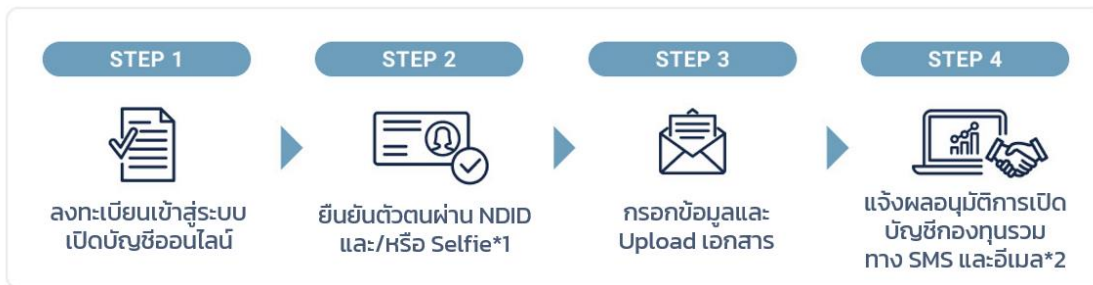 STEP 1
ลงทะเบียนเข้าสู่ระบบ
เปิดบัญชีออนไลน์
STEP 2
ยืนยันตัวตนผ่าน NDID
และ/หรือ Selfie*1
STEP 3
กรอกข้อมูลและ
Upload เอกสาร
STEP 4
แจ้งผลอนุมัติการเปิด
บัญชีกองทุนรวม
ทาง SMS และอีเมล*2